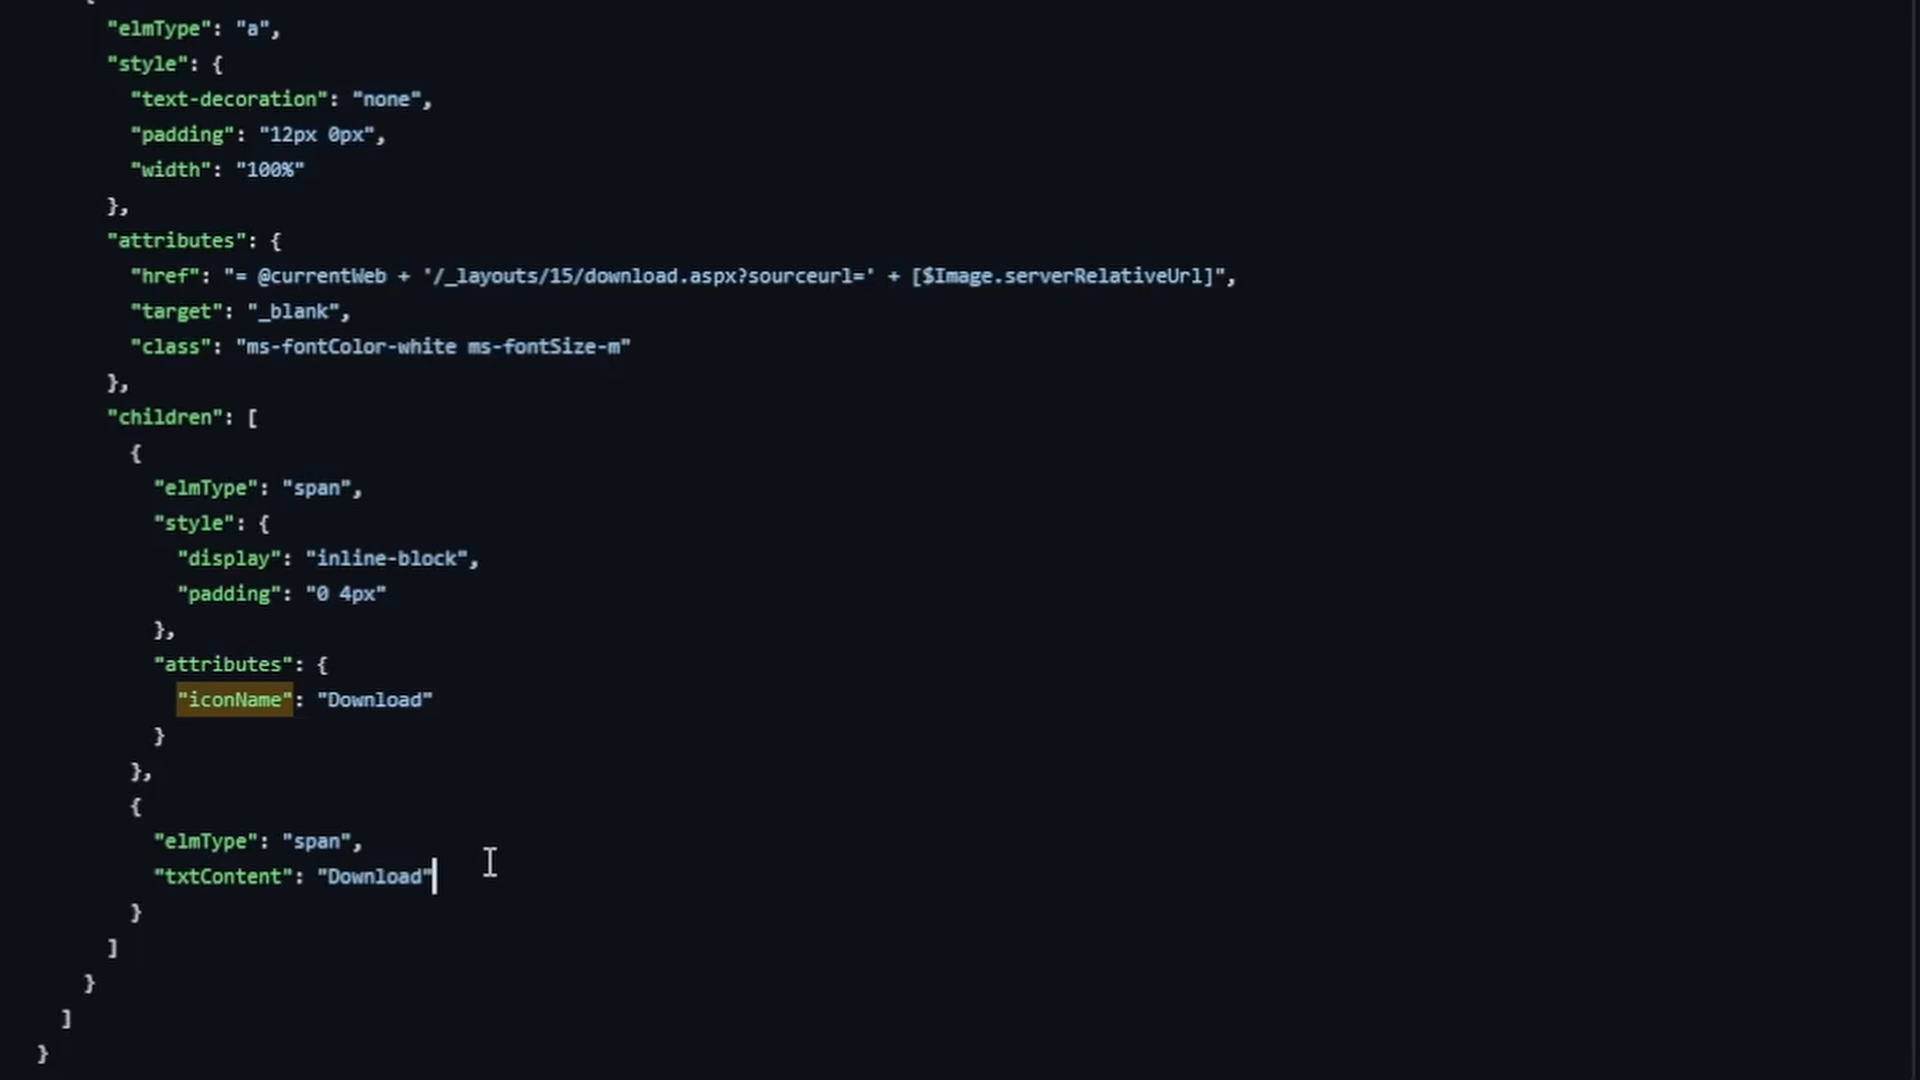 {
"elmType": "a",
"style": {
"text-decoration": "none",
"padding": "12px 0px",
"width": "100%"
},
"attributes": {
"href": "= @currentWeb + '/_layouts/15/download.aspx?sourceurl=' + [$Image.serverRelativeUrl]",
"target": "_blank",
"class": "ms-fontColor-white ms-fontSize-m"
},
"children": [
{
"elmType": "span",
"style": {
"display": "inline-block",
"padding": "0 4px"
},
"attributes": {
"iconName": "Download"
}
},
{
"elmType": "span",
"txtContent": "Download"
}
]
}
]
}